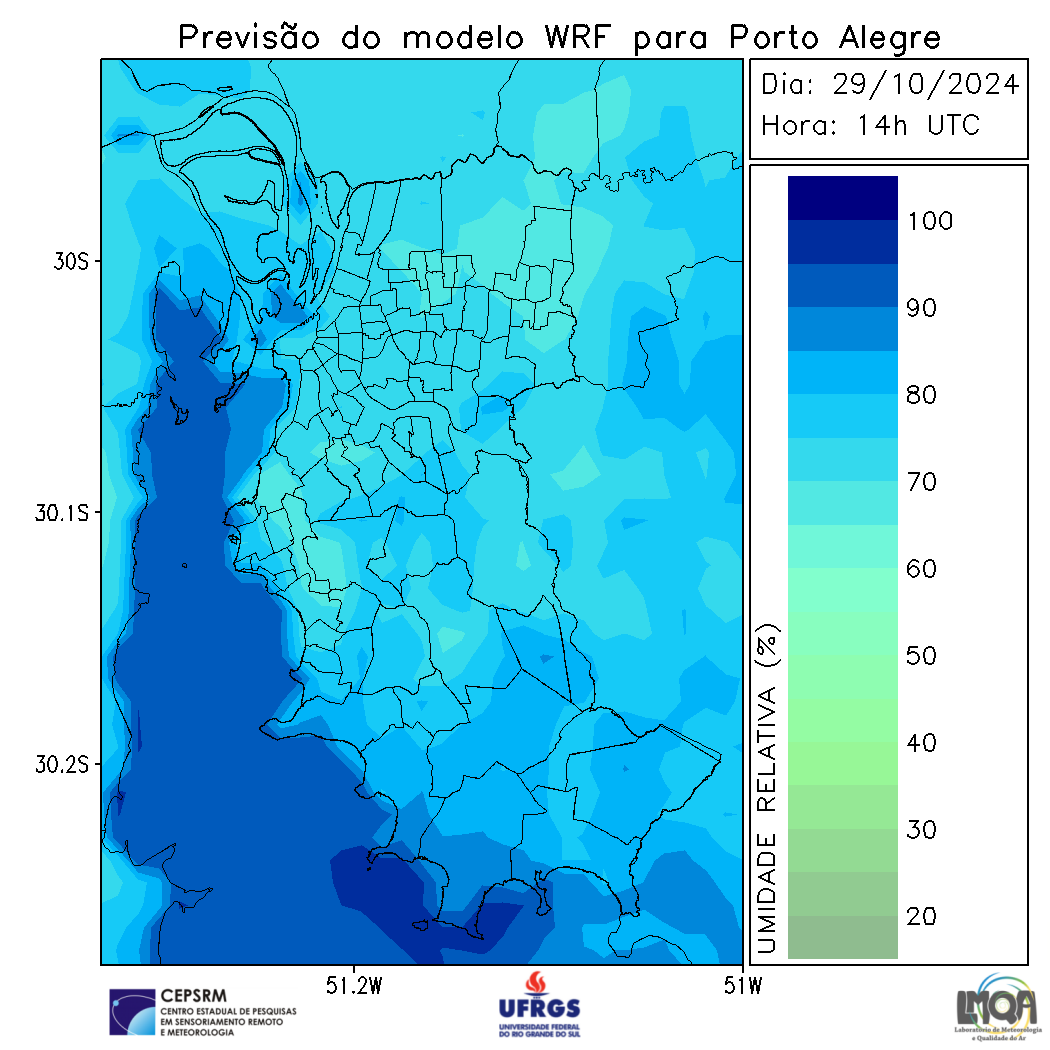 Previsão do modelo WRF para Porto Alegre
Dia: 29/10/2024
Hora: 14h UTC
30S
30.1S
30.2S
51.2W
51W
100
90
80
70
60
50
40
30
20
UMIDADE RELATIVA (%)
CEPSRM
CENTRO ESTADUAL DE PESQUISAS
EM SENSORIAMENTO REMOTO
E METEOROLOGIA
UFRGS
UNIVERSIDADE FEDERAL
DO RIO GRANDE DO SUL
LMQA
Laboratório de Meteorologia
e Qualidade do Ar